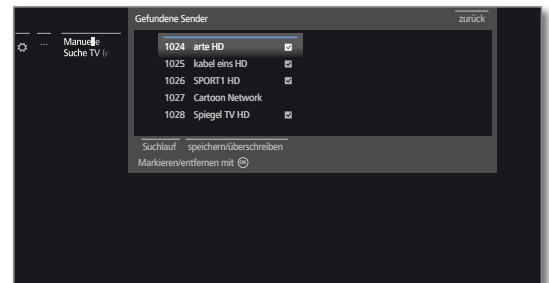 Gefundene Sender zurück
... Manuelle
Suche TV (e
1024 arte HD
1025 kabel eins HD
1026 SPORT1 HD
1027 Cartoon Network
1028 Spiegel TV HD
Suchlauf speichern/überschreiben
Markieren/entfernen mit OK